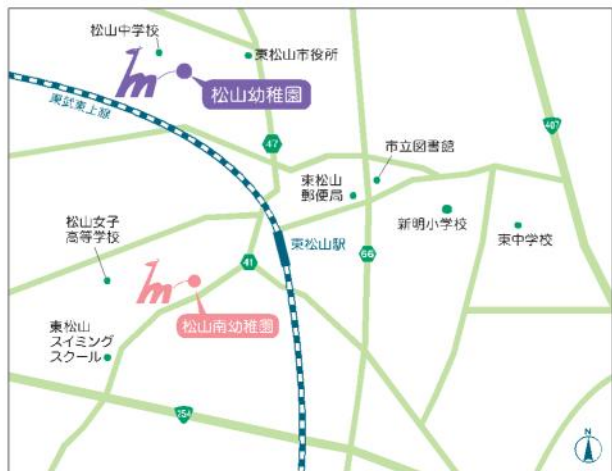 松山中学校
東松山市役所
松山幼稚園
東武東上線
407
47
市立図書館
東松山
郵便局
新明小学校
東中学校
松山女子
高等学校
東松山駅
41
66
松山南幼稚園
東松山
スイミング
スクール
254
N